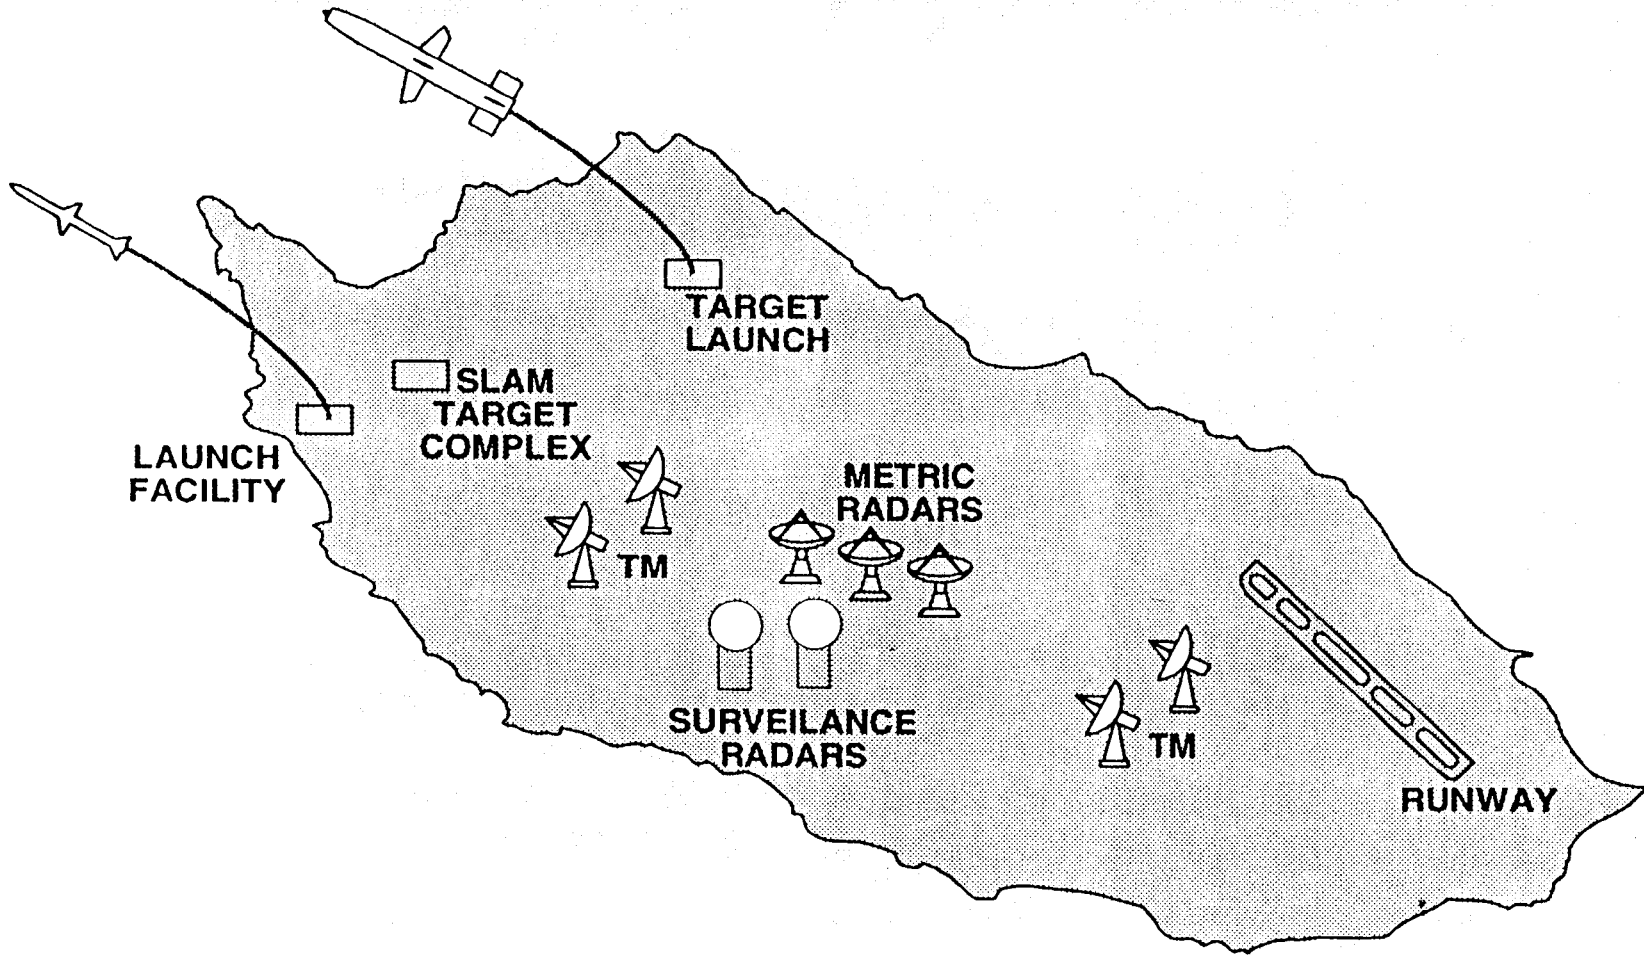 TARGET
LAUNCH
SLAM
TARGET
COMPLEX
LAUNCH
FACILITY
METRIC
RADARS
TM
SURVEILANCE
RADARS
TM
RUNWAY